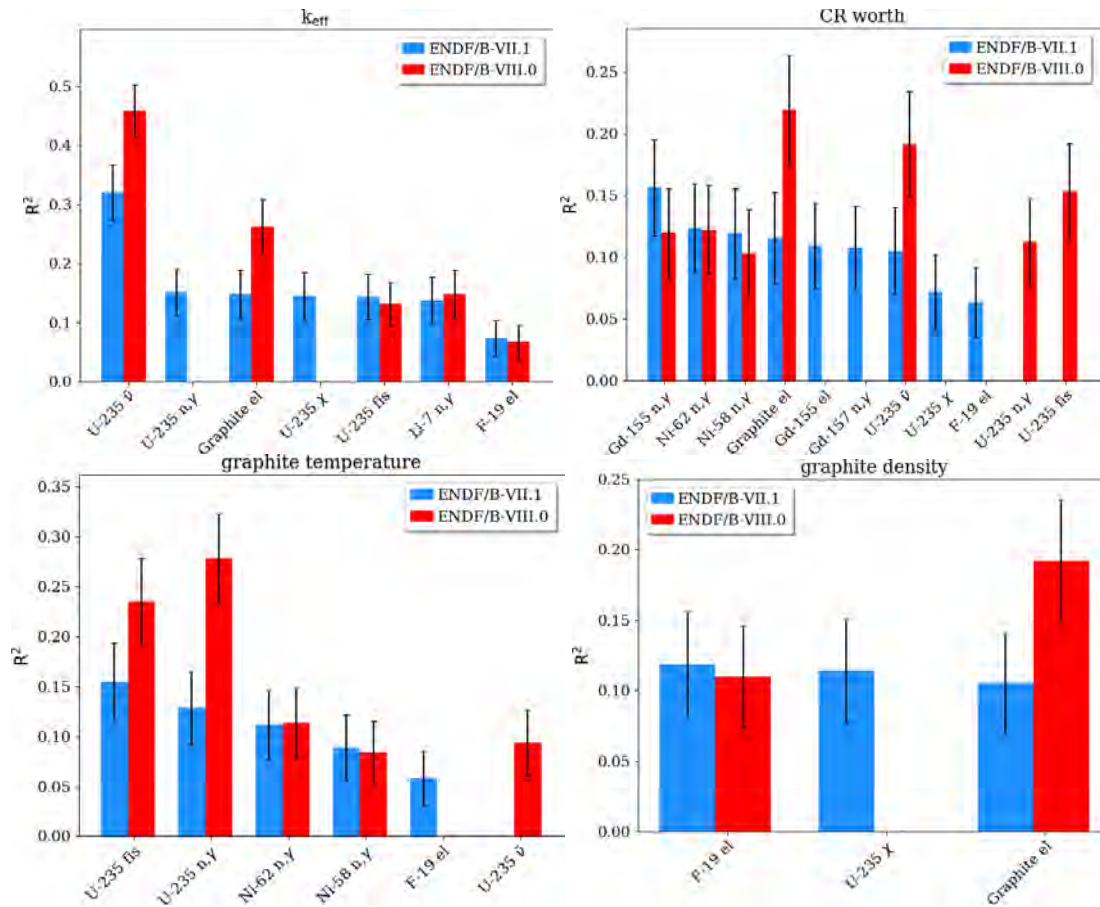 k_eff
ENDF/B-VII.1
ENDF/B-VIII.0
R²
0.5
0.4
0.3
0.2
0.1
0.0
U-235 ν̄
U-235 n,γ
Graphite el
U-235 χ
U-235 fis
Li-7 n,γ
F-19 el
CR worth
ENDF/B-VII.1
ENDF/B-VIII.0
R²
0.25
0.20
0.15
0.10
0.05
0.00
Gd-155 n,γ
Ni-62 n,γ
Ni-58 n,γ
Graphite el
Gd-155 el
Gd-157 n,γ
U-235 ν̄
U-235 χ
F-19 el
U-235 n,γ
U-235 fis
graphite temperature
ENDF/B-VII.1
ENDF/B-VIII.0
R²
0.35
0.30
0.25
0.20
0.15
0.10
0.05
0.00
U-235 fis
U-235 n,γ
Ni-62 n,γ
Ni-58 n,γ
F-19 el
U-235 ν̄
graphite density
ENDF/B-VII.1
ENDF/B-VIII.0
R²
0.25
0.20
0.15
0.10
0.05
0.00
F-19 el
U-235 χ
Graphite el